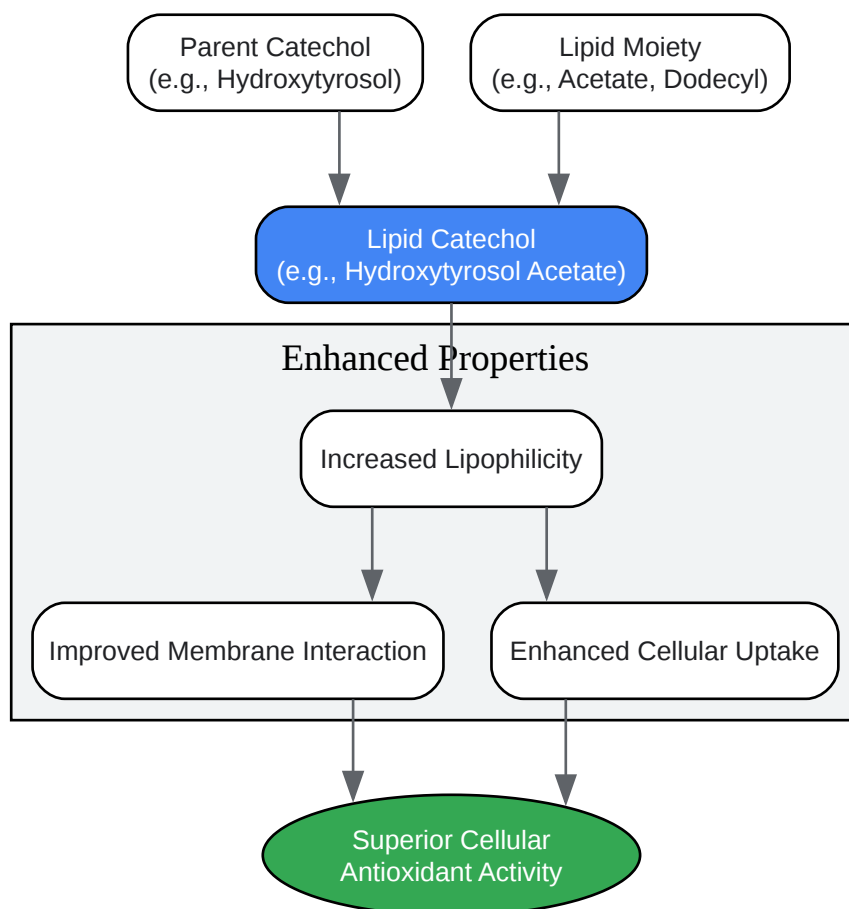 Parent Catechol
(e.g., Hydroxytyrosol)
Lipid Moiety
(e.g., Acetate, Dodecyl)
Lipid Catechol
(e.g., Hydroxytyrosol Acetate)
Enhanced Properties
Increased Lipophilicity
Improved Membrane Interaction
Enhanced Cellular Uptake
Superior Cellular
Antioxidant Activity